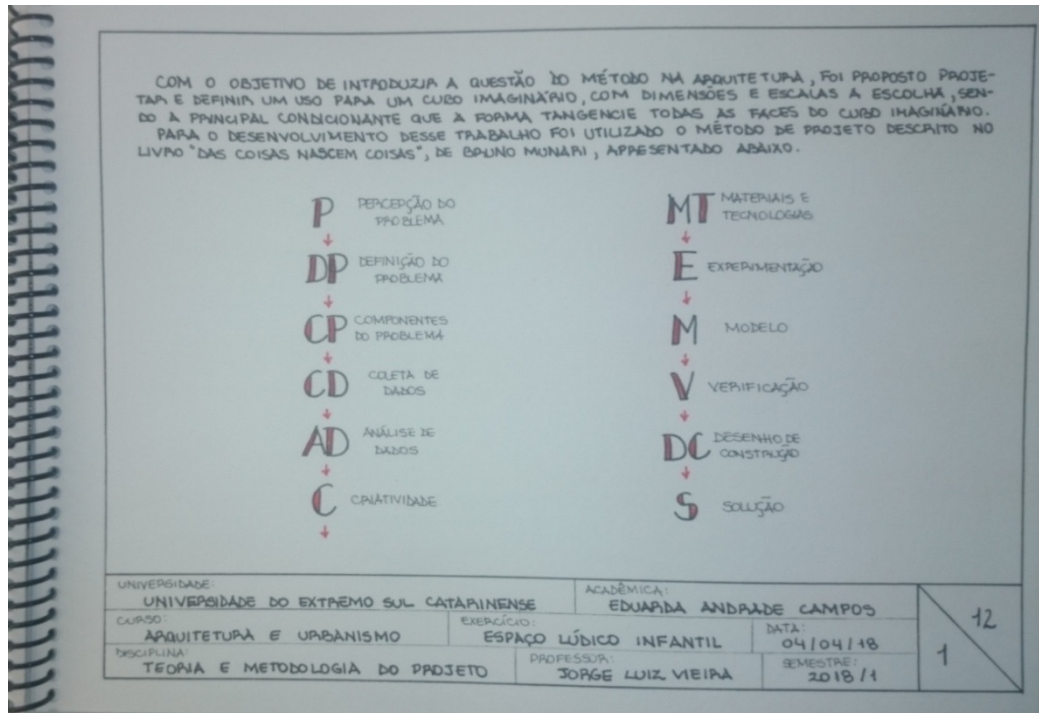 COM O OBJETIVO DE INTRODUZIR A QUESTÃO DO MÉTODO NA ARQUITETURA, FOI PROPOSTO PROJE-
TAR E DEFINIR UM USO PARA UM CUBO IMAGINÁRIO, COM DIMENSÕES E ESCALAS A ESCOLHA, SEN-
DO A PRINCIPAL CONDICIONANTE QUE A FORMA TANGENCIE TODAS AS FACES DO CUBO IMAGINÁRIO.
PARA O DESENVOLVIMENTO DESSE TRABALHO FOI UTILIZADO O MÉTODO DE PROJETO DESCRITO NO
LIVRO "DAS COISAS NASCEM COISAS", DE BRUNO MUNARI, APRESENTADO ABAIXO.
P PERCEPÇÃO DO
PROBLEMA
DP DEFINIÇÃO DO
PROBLEMA
CP COMPONENTES
DO PROBLEMA
CD COLETA DE
DADOS
AD ANÁLISE DE
DADOS
C CRIATIVIDADE
MT MATERIAIS E
TECNOLOGIAS
E EXPERIMENTAÇÃO
M MODELO
V VERIFICAÇÃO
DC DESENHO DE
CONSTRUÇÃO
S SOLUÇÃO
UNIVERSIDADE:
UNIVERSIDADE DO EXTREMO SUL CATARINENSE
ACADÊMICA:
EDUARDA ANDRADE CAMPOS
CURSO:
ARQUITETURA E URBANISMO
EXERCÍCIO:
ESPAÇO LÚDICO INFANTIL
DATA:
04/04/18
DISCIPLINA:
TEORIA E METODOLOGIA DO PROJETO
PROFESSOR:
JORGE LUIZ VIEIRA
SEMESTRE:
2018/1
12
1